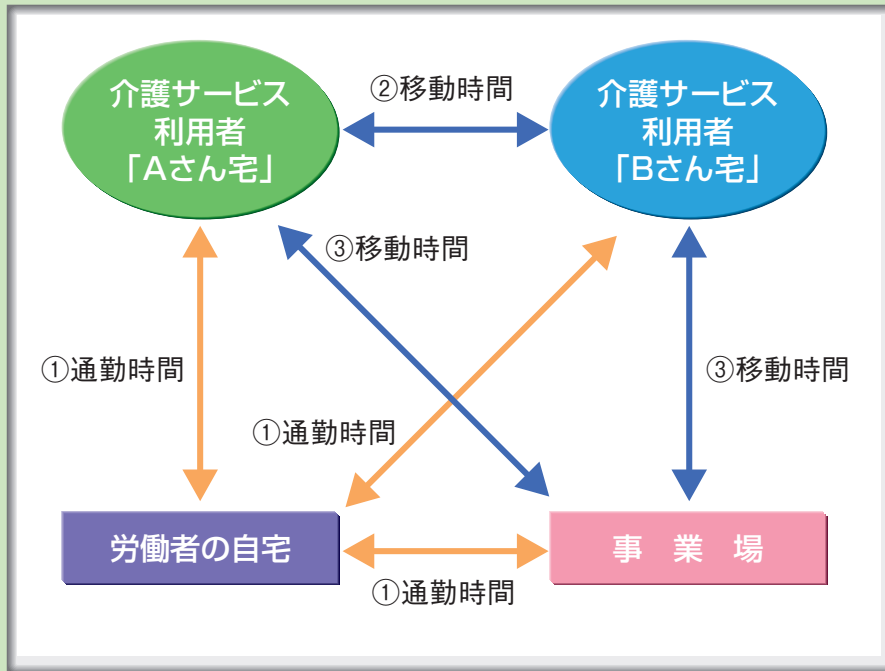 介護サービス
利用者
「Aさん宅」
②移動時間
介護サービス
利用者
「Bさん宅」
③移動時間
①通勤時間
③移動時間
①通勤時間
労働者の自宅
事 業 場
①通勤時間